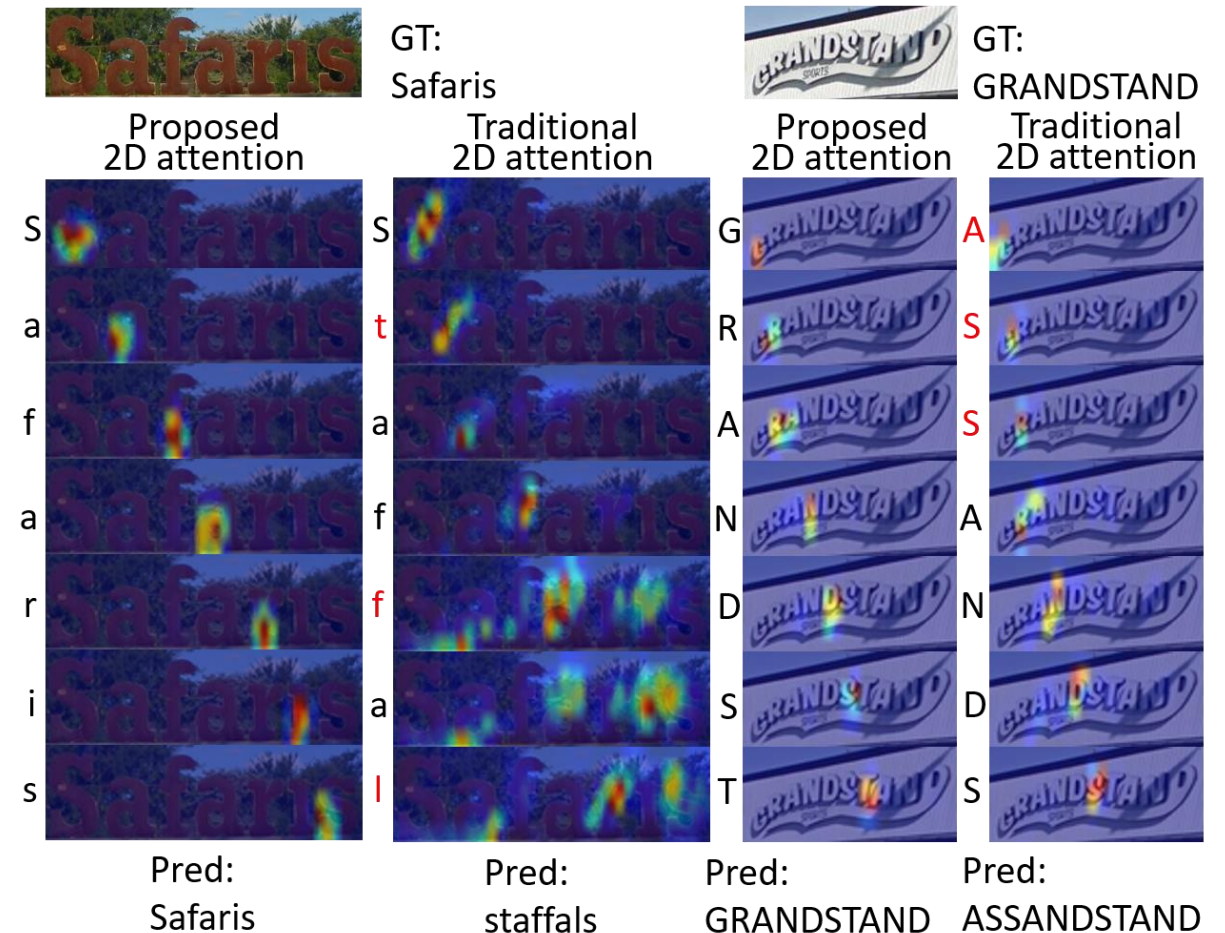 Safaris
GT:
Safaris
GRANDSTAND
SPORTS
GT:
GRANDSTAND
Proposed
2D attention
Traditional
2D attention
Proposed
2D attention
Traditional
2D attention
S
S
G
A
a
t
R
S
f
a
A
S
a
f
N
A
r
f
D
N
i
a
S
D
s
l
T
S
Pred:
Safaris
Pred:
staffals
Pred:
GRANDSTAND
Pred:
ASSANDSTAND